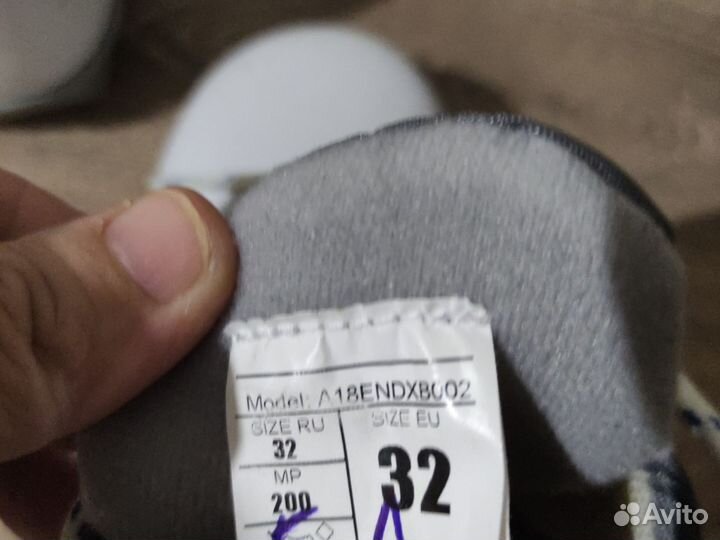 Model: A18ENDX8002
SIZE RU SIZE EU
32 32
MP
200
Avito